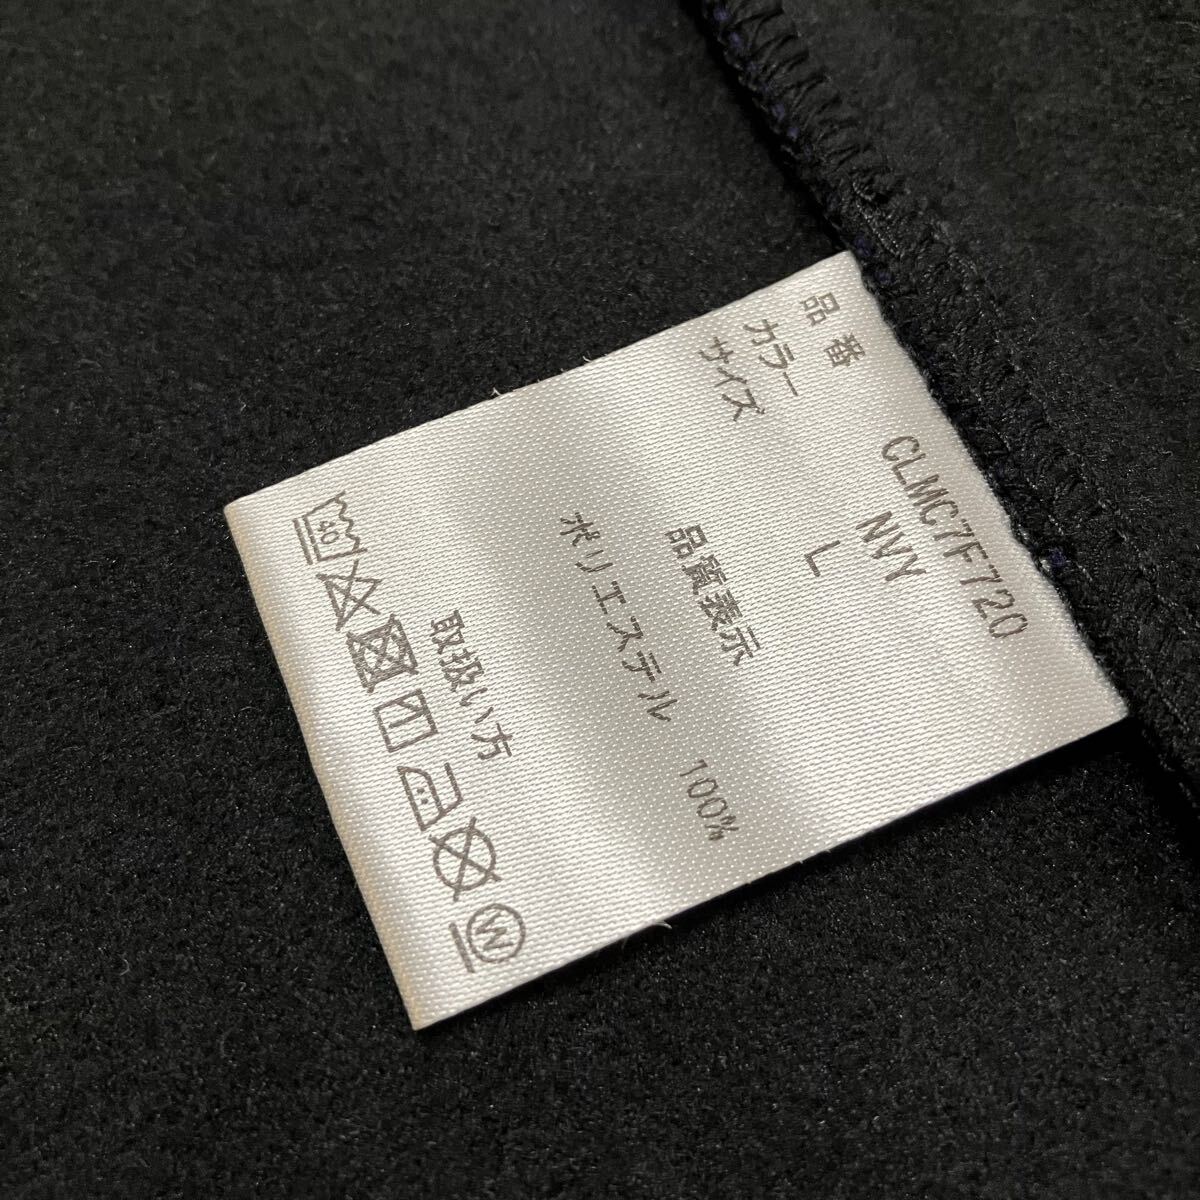 品番 CLMC7F720
カラー NVY
サイズ L
品質表示
ポリエステル 100%
取扱い方
40
W